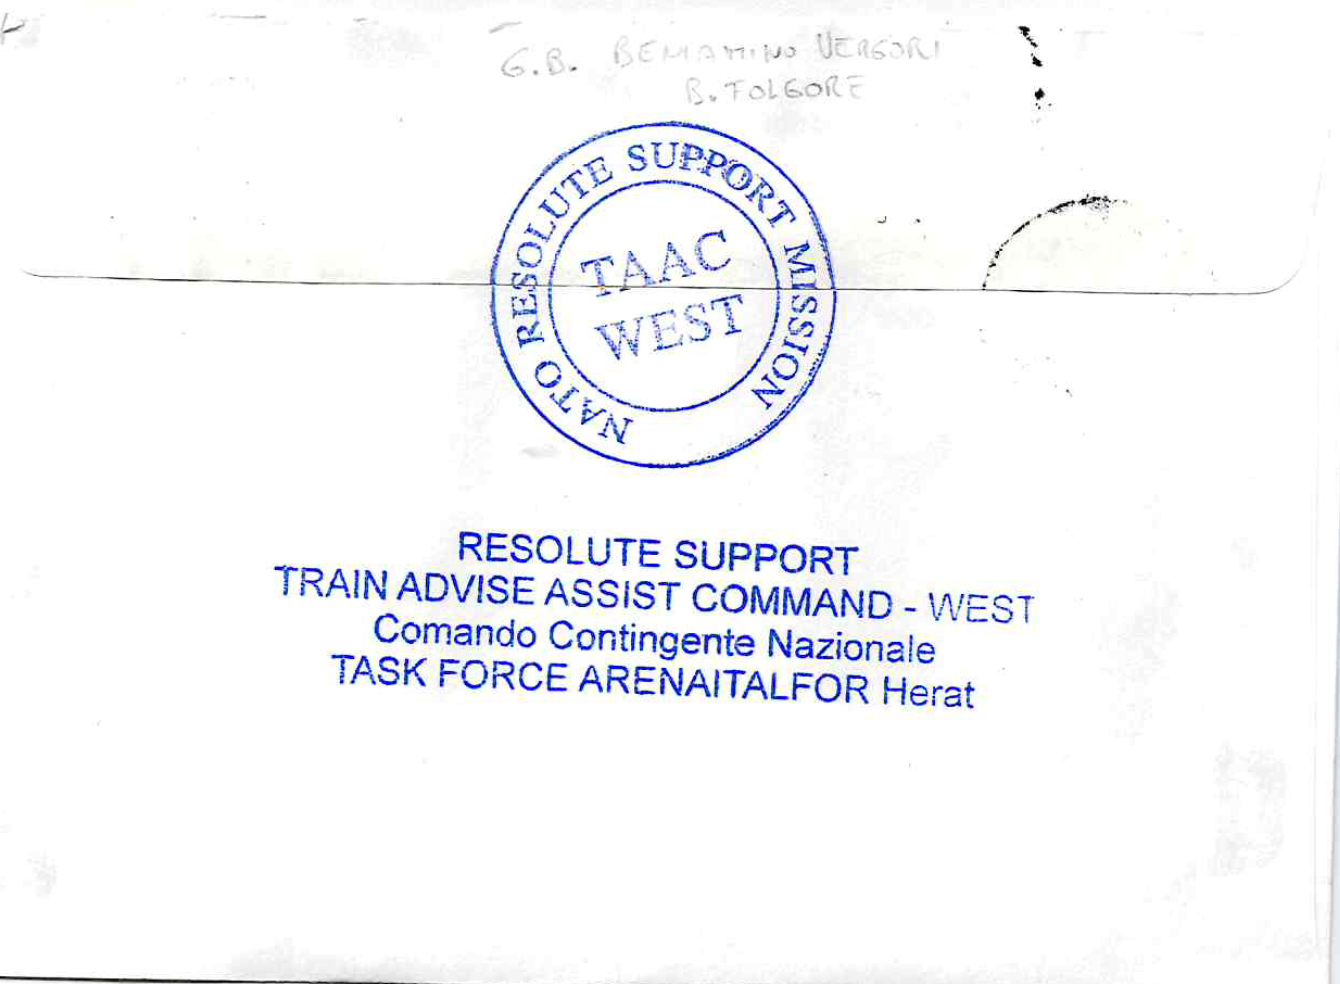 G.B. BENIAMINO VERGORI
B. FOLGORE
NATO RESOLUTE SUPPORT MISSION
TAAC
WEST
RESOLUTE SUPPORT
TRAIN ADVISE ASSIST COMMAND - WEST
Comando Contingente Nazionale
TASK FORCE ARENAITALFOR Herat